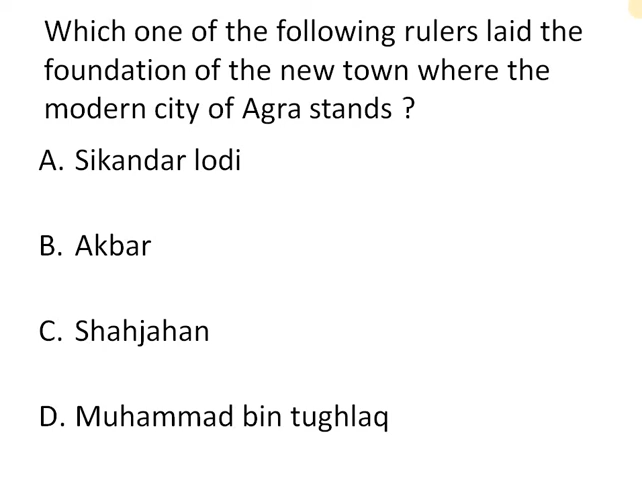 Which one of the following rulers laid the
foundation of the new town where the
modern city of Agra stands ?
A. Sikandar lodi
B. Akbar
C. Shahjahan
D. Muhammad bin tughlaq